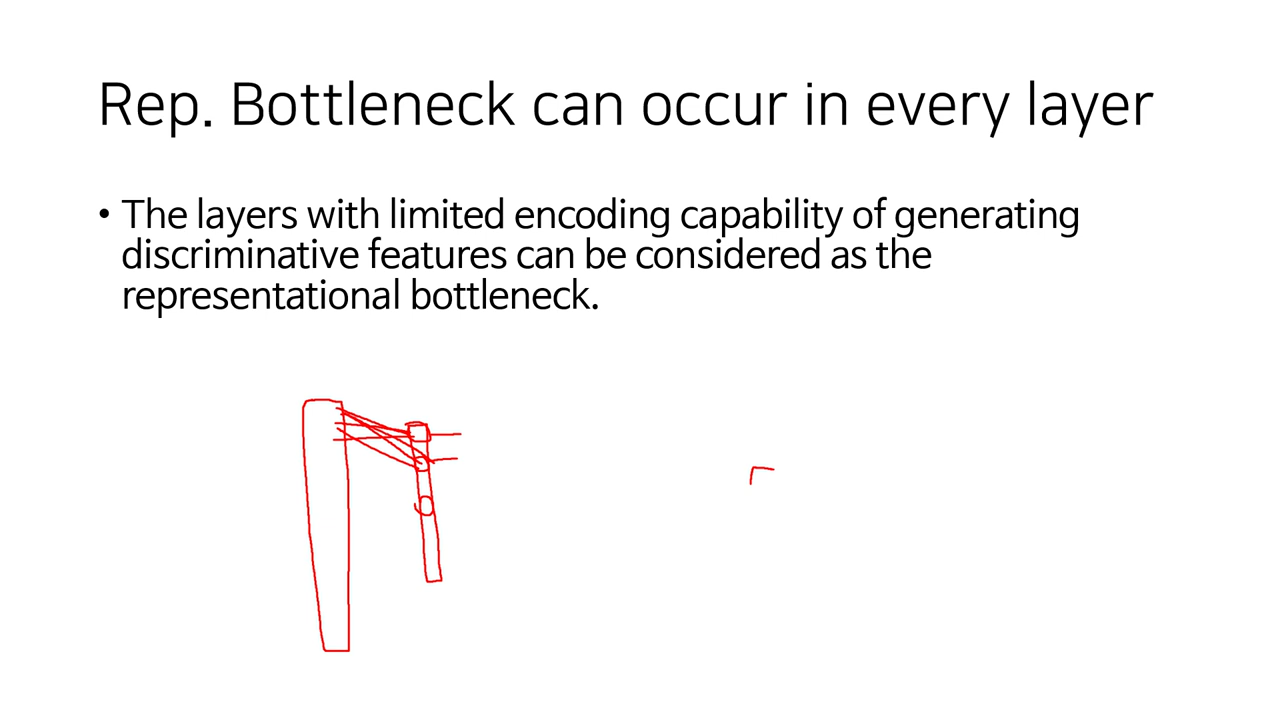 Rep. Bottleneck can occur in every layer
• The layers with limited encoding capability of generating
discriminative features can be considered as the
representational bottleneck.